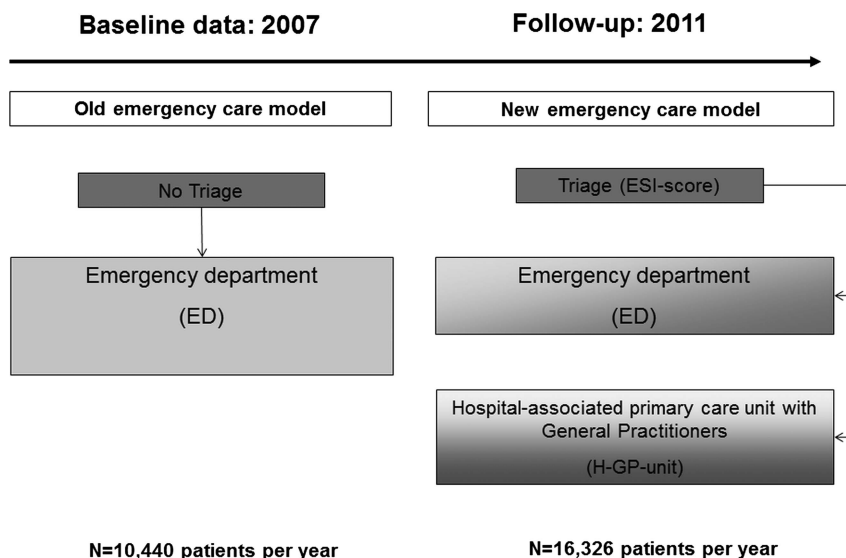 Baseline data: 2007
Follow-up: 2011
Old emergency care model
New emergency care model
No Triage
Triage (ESI-score)
Emergency department
(ED)
Emergency department
(ED)
Hospital-associated primary care unit with
General Practitioners
(H-GP-unit)
N=10,440 patients per year
N=16,326 patients per year